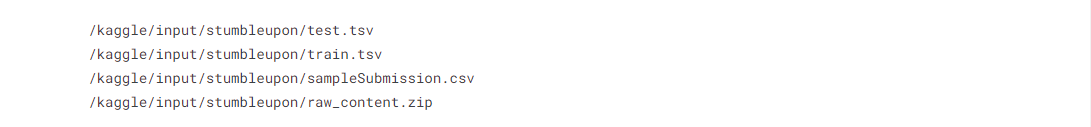 /kaggle/input/stumbleupon/test.tsv
/kaggle/input/stumbleupon/train.tsv
/kaggle/input/stumbleupon/sampleSubmission.csv
/kaggle/input/stumbleupon/raw_content.zip